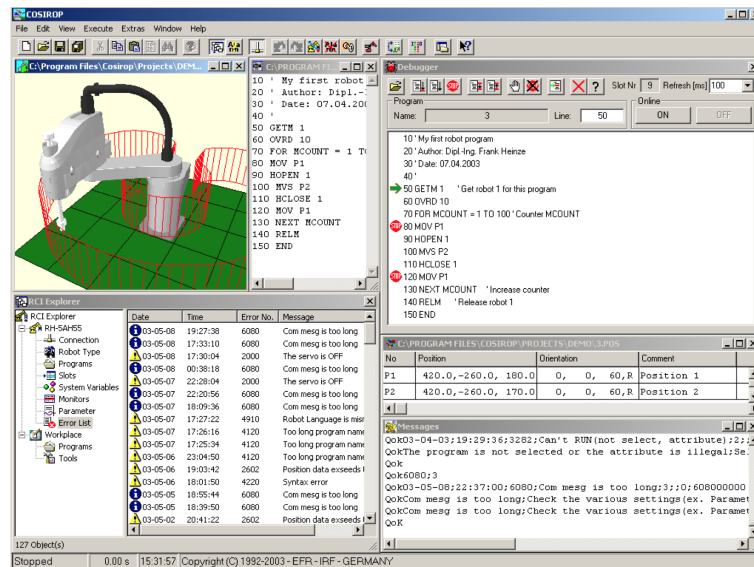 COSIROP
File Edit View Execute Extras Window Help
C:\Program Files\Cosirop\Projects\DEM...
C:\PROGRAM FI...
10 ' My first robot
20 ' Author: Dipl.-
30 ' Date: 07.04.200
40 '
50 GETM 1
60 OVRD 10
70 FOR MCOUNT = 1 TO
80 MOV P1
90 HOPEN 1
100 MVS P2
110 HCLOSE 1
120 MOV P1
130 NEXT MCOUNT
140 RELM
150 END
Debugger
Slot Nr 9 Refresh [ms] 100
Program
Name: 3 Line: 50
Online
ON OFF
10 ' My first robot program
20 ' Author: Dipl.-Ing. Frank Heinze
30 ' Date: 07.04.2003
40 '
50 GETM 1 ' Get robot 1 for this program
60 OVRD 10
70 FOR MCOUNT = 1 TO 100 ' Counter MCOUNT
STOP 80 MOV P1
90 HOPEN 1
100 MVS P2
110 HCLOSE 1
STOP 120 MOV P1
130 NEXT MCOUNT ' Increase counter
140 RELM ' Release robot 1
150 END
RCI Explorer
RCI Explorer
RH-5AH55
Connection
Robot Type
Programs
Slots
System Variables
Monitors
Parameter
Error List
Workplace
Programs
Tools
Date Time Error No. Message
03-05-08 19:27:38 6080 Com mesg is too long
03-05-08 17:33:10 6080 Com mesg is too long
03-05-08 17:30:04 2000 The servo is OFF
03-05-08 00:38:18 6080 Com mesg is too long
03-05-07 22:28:04 2000 The servo is OFF
03-05-07 22:20:56 6080 Com mesg is too long
03-05-07 18:09:36 6080 Com mesg is too long
03-05-07 17:27:22 4910 Robot Language is mism
03-05-07 17:26:16 4120 Too long program name
03-05-07 17:25:34 4120 Too long program name
03-05-06 23:04:50 4120 Too long program name
03-05-06 19:03:42 2602 Position data exseeds l
03-05-06 18:01:50 4220 Syntax error
03-05-05 18:55:44 6080 Com mesg is too long
03-05-05 18:39:50 6080 Com mesg is too long
03-05-02 20:41:22 2602 Position data exseeds l
127 Object(s)
C:\PROGRAM FILES\COSIROP\PROJECTS\DEMO\3.POS
No Position Orientation Comment
P1 420.0,-260.0, 180.0 0, 0, 60,R Position 1
P2 420.0,-260.0, 170.0 0, 0, 60,R Position 2
Messages
Qok03-04-03;19:29:36;3282;Can't RUN(not select, attribute);2;;
QokThe program is not selected or the attribute is illegal;Sel
Qok
Qok6080;3
Qok03-05-08;22:37:00;6080;Com mesg is too long;3;;0;608000000
QokCom mesg is too long;Check the various settings(ex. Paramet
QokCom mesg is too long;Check the various settings(ex. Paramet
QoK
Stopped 0.00 s 15:31:57 Copyright (C) 1992-2003 - EFR - IRF - GERMANY